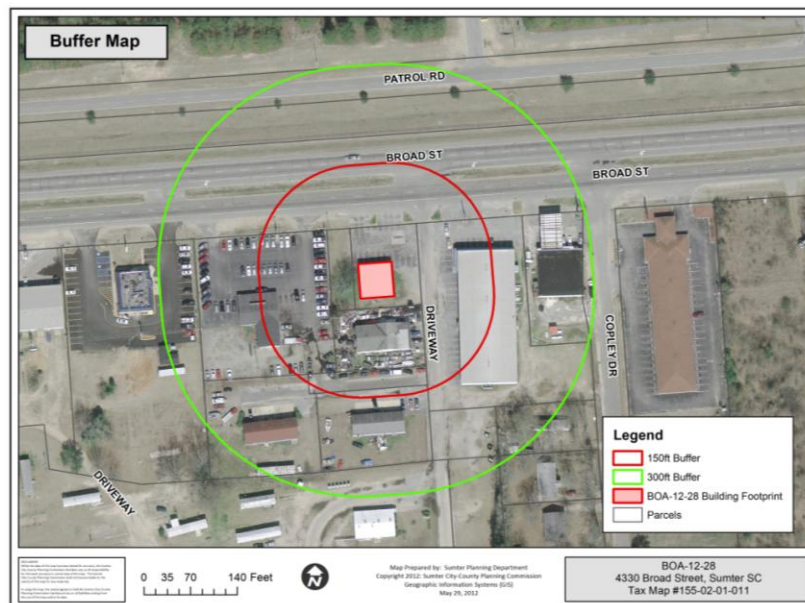 Buffer Map
PATROL RD
BROAD ST
BROAD ST
DRIVEWAY
COPLEY DR
DRIVEWAY
Legend
150ft Buffer
300ft Buffer
BOA-12-28 Building Footprint
Parcels
0 35 70 140 Feet
Map Prepared by: Sumter Planning Department
Copyright 2012: Sumter City-County Planning Commission
Geographic Information Systems (GIS)
May 29, 2012
BOA-12-28
4330 Broad Street, Sumter SC
Tax Map #155-02-01-011